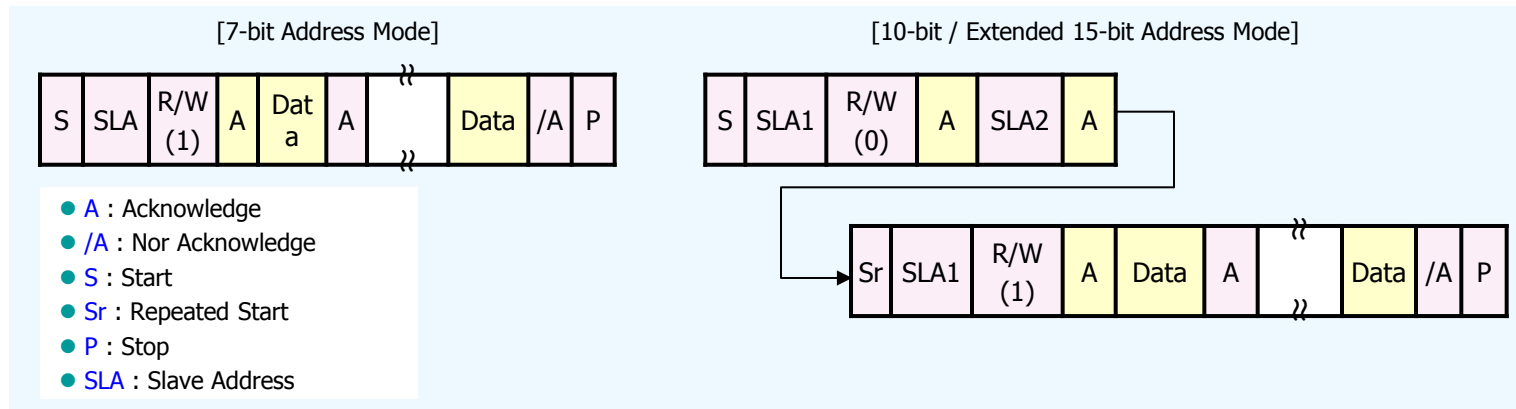 [7-bit Address Mode]
S SLA R/W (1) A Dat a A Data /A P
A : Acknowledge
/A : Nor Acknowledge
S : Start
Sr : Repeated Start
P : Stop
SLA : Slave Address
[10-bit / Extended 15-bit Address Mode]
S SLA1 R/W (0) A SLA2 A
Sr SLA1 R/W (1) A Data A Data /A P